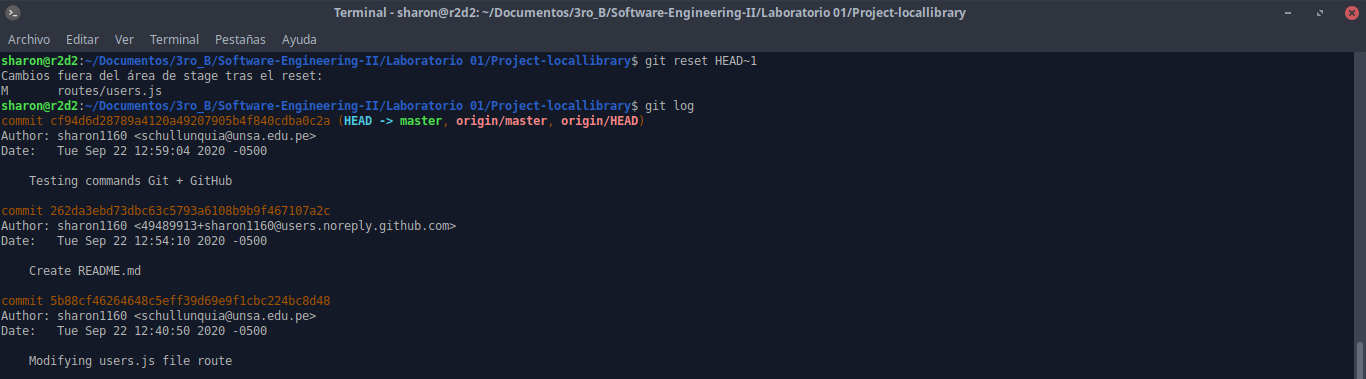 Terminal - sharon@r2d2: ~/Documentos/3ro_B/Software-Engineering-II/Laboratorio 01/Project-locallibrary
Archivo Editar Ver Terminal Pestañas Ayuda
sharon@r2d2:~/Documentos/3ro_B/Software-Engineering-II/Laboratorio 01/Project-locallibrary$ git reset HEAD~1
Cambios fuera del área de stage tras el reset:
M routes/users.js
sharon@r2d2:~/Documentos/3ro_B/Software-Engineering-II/Laboratorio 01/Project-locallibrary$ git log
commit cf94d6d28789a4120a49207905b4f840cdba0c2a (HEAD -> master, origin/master, origin/HEAD)
Author: sharon1160 <schullunquia@unsa.edu.pe>
Date: Tue Sep 22 12:59:04 2020 -0500
Testing commands Git + GitHub
commit 262da3ebd73dbc63c5793a6108b9b9f467107a2c
Author: sharon1160 <49489913+sharon1160@users.noreply.github.com>
Date: Tue Sep 22 12:54:10 2020 -0500
Create README.md
commit 5b88cf46264648c5eff39d69e9f1cbc224bc8d48
Author: sharon1160 <schullunquia@unsa.edu.pe>
Date: Tue Sep 22 12:40:50 2020 -0500
Modifying users.js file route